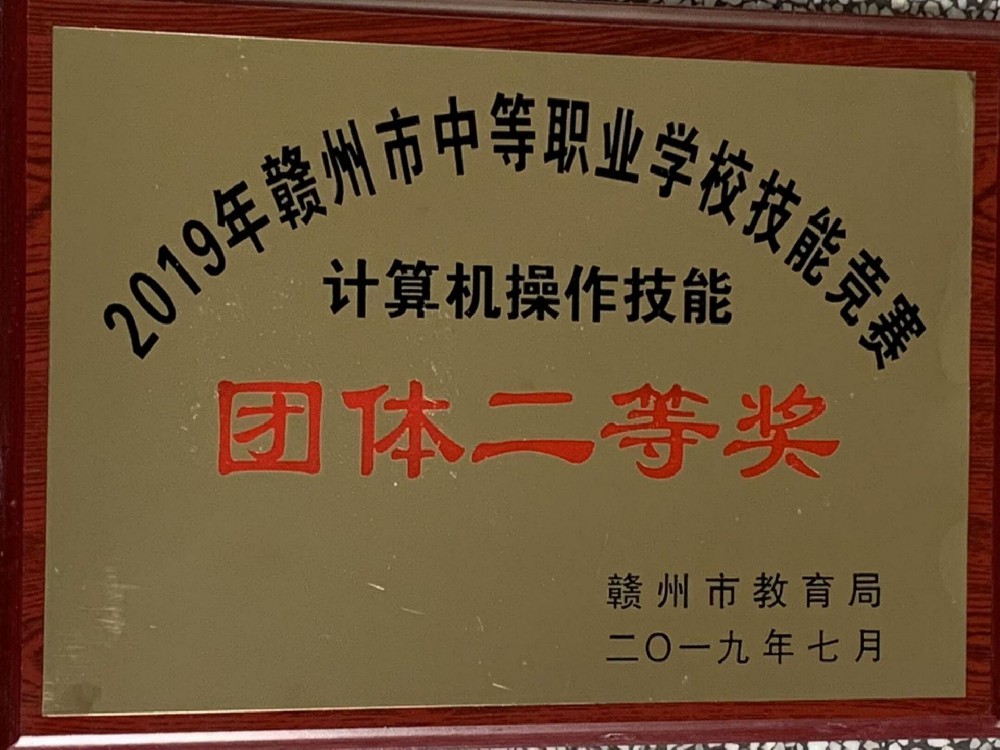 2019年赣州市中等职业学校技能竞赛
计算机操作技能
团体二等奖
赣州市教育局
二〇一九年七月